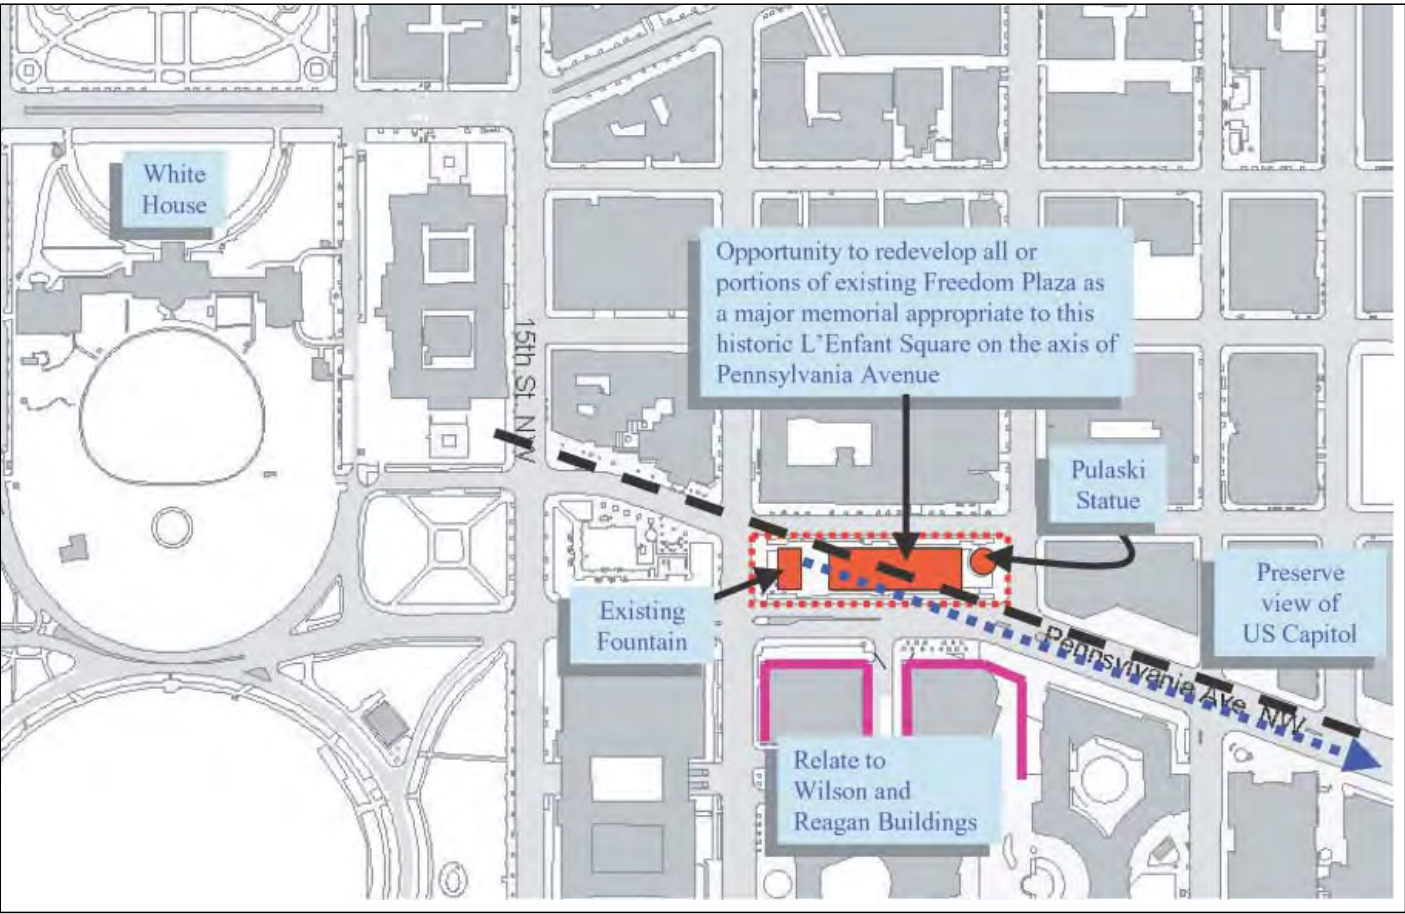 White
House
Opportunity to redevelop all or
portions of existing Freedom Plaza as
a major memorial appropriate to this
historic L'Enfant Square on the axis of
Pennsylvania Avenue
15th St. NW
Pulaski
Statue
Preserve
view of
US Capitol
Existing
Fountain
Pennsylvania Ave. NW
Relate to
Wilson and
Reagan Buildings